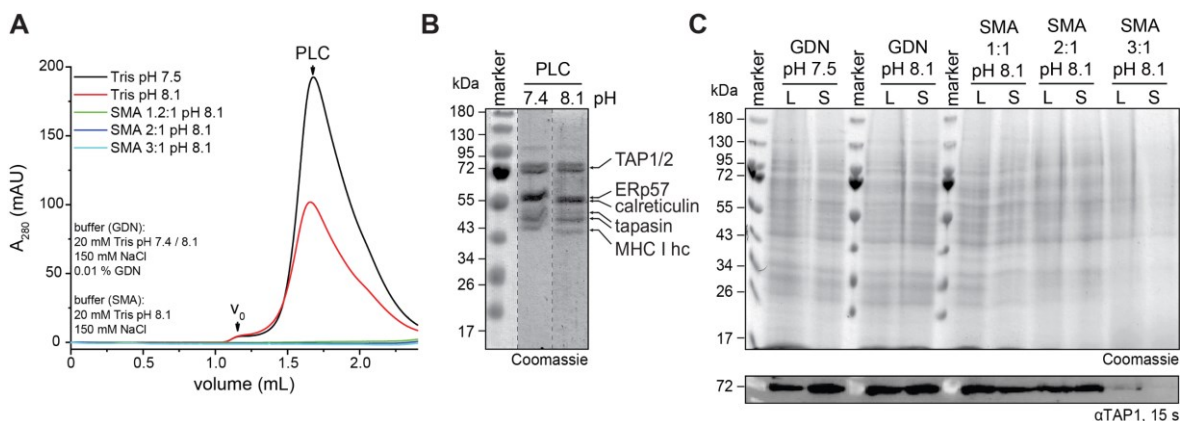 A
PLC
200
150
100
50
0
A280 (mAU)
Tris pH 7.5
Tris pH 8.1
SMA 1.2:1 pH 8.1
SMA 2:1 pH 8.1
SMA 3:1 pH 8.1
buffer (GDN):
20 mM Tris pH 7.4 / 8.1
150 mM NaCl
0.01 % GDN
buffer (SMA):
20 mM Tris pH 8.1
150 mM NaCl
V0
0 0.5 1.0 1.5 2.0
volume (mL)
B
marker
kDa
PLC
7.4 8.1 pH
180
130
95
72
55
43
34
26
17
TAP1/2
ERp57
calreticulin
tapasin
MHC I hc
Coomassie
C
SMA SMA SMA
GDN GDN 1:1 2:1 3:1
pH 7.5 pH 8.1 pH 8.1 pH 8.1 pH 8.1
marker L S marker L S marker L S L S L S
kDa
180
130
95
72
55
43
36
26
17
Coomassie
72
αTAP1, 15 s